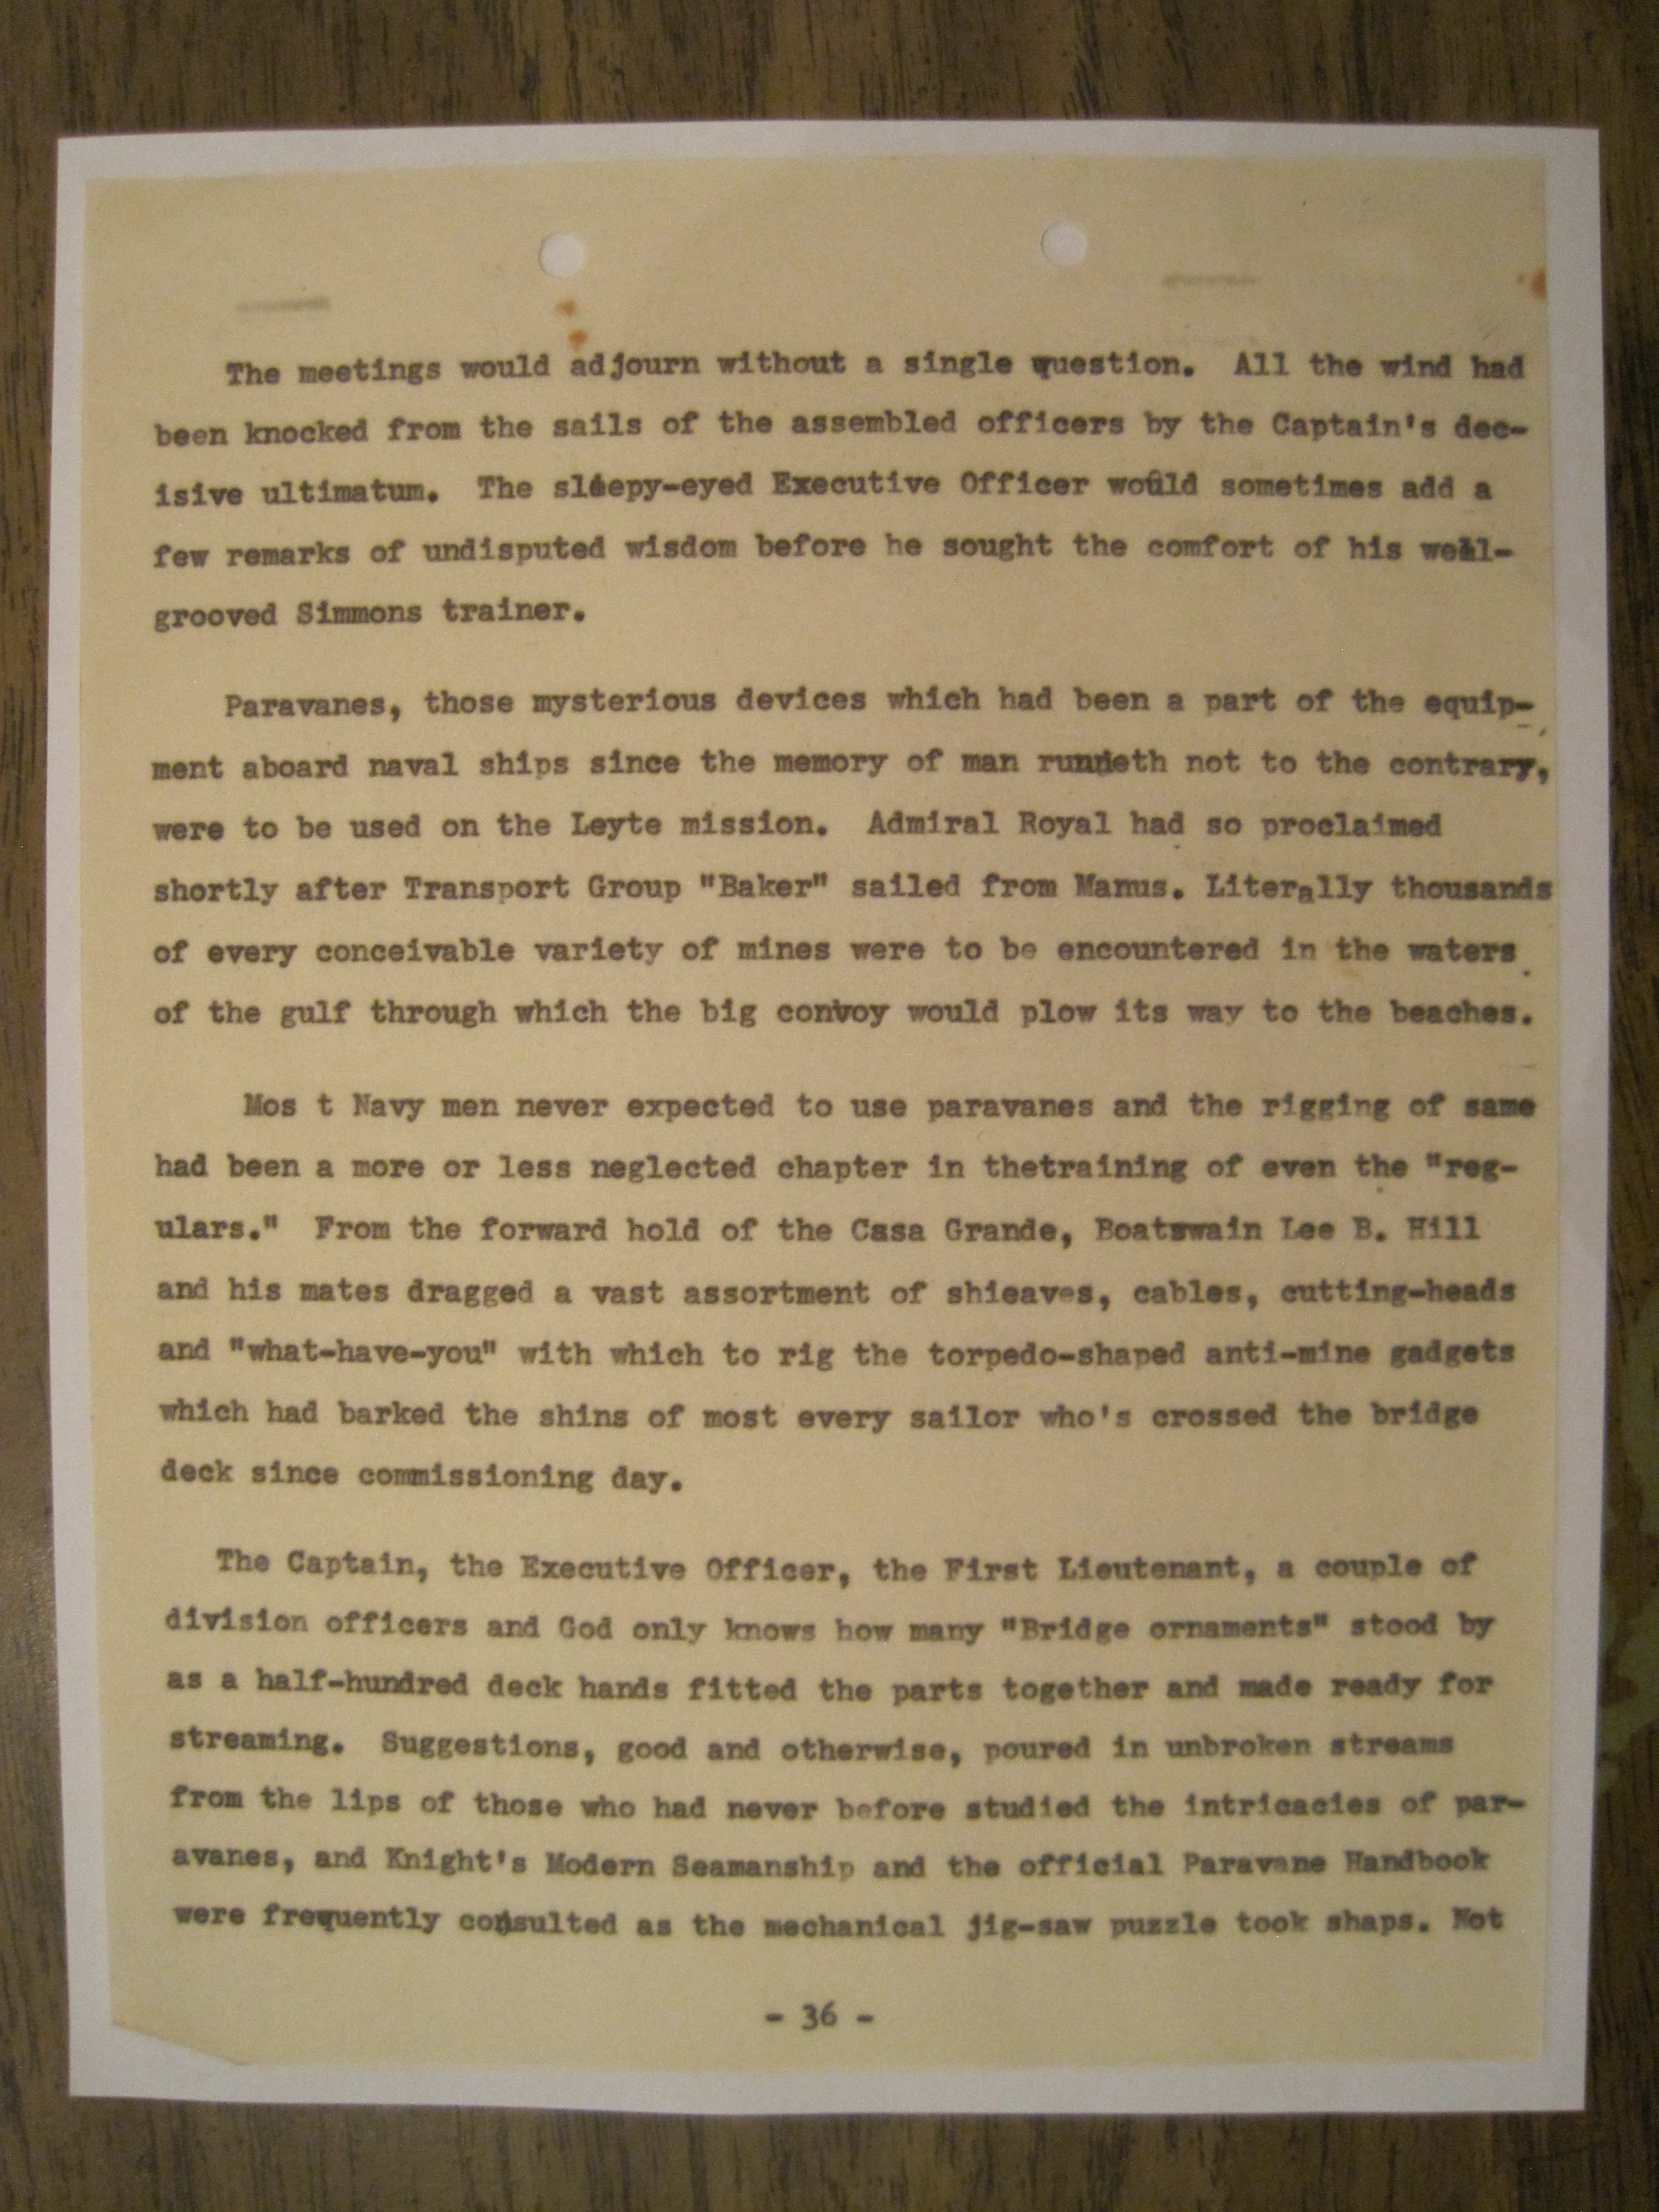 The meetings would adjourn without a single question. All the wind had
been knocked from the sails of the assembled officers by the Captain's dec-
isive ultimatum. The sleepy-eyed Executive Officer would sometimes add a
few remarks of undisputed wisdom before he sought the comfort of his well-
grooved Simmons trainer.
Paravanes, those mysterious devices which had been a part of the equip-
ment aboard naval ships since the memory of man runneth not to the contrary,
were to be used on the Leyte mission. Admiral Royal had so proclaimed
shortly after Transport Group "Baker" sailed from Manus. Literally thousands
of every conceivable variety of mines were to be encountered in the waters
of the gulf through which the big convoy would plow its way to the beaches.
Mos t Navy men never expected to use paravanes and the rigging of same
had been a more or less neglected chapter in thetraining of even the "reg-
ulars." From the forward hold of the Casa Grande, Boatswain Lee B. Hill
and his mates dragged a vast assortment of shieaves, cables, cutting-heads
and "what-have-you" with which to rig the torpedo-shaped anti-mine gadgets
which had barked the shins of most every sailor who's crossed the bridge
deck since commissioning day.
The Captain, the Executive Officer, the First Lieutenant, a couple of
division officers and God only knows how many "Bridge ornaments" stood by
as a half-hundred deck hands fitted the parts together and made ready for
streaming. Suggestions, good and otherwise, poured in unbroken streams
from the lips of those who had never before studied the intricacies of par-
avanes, and Knight's Modern Seamanship and the official Paravane Handbook
were frequently consulted as the mechanical jig-saw puzzle took shaps. Not
- 36 -